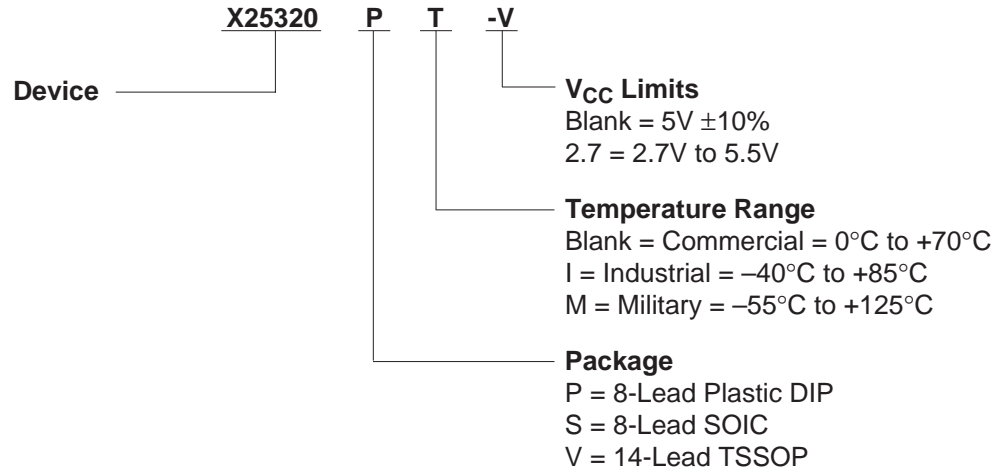 X25320 P T -V
Device
VCC Limits
Blank = 5V ±10%
2.7 = 2.7V to 5.5V
Temperature Range
Blank = Commercial = 0°C to +70°C
I = Industrial = –40°C to +85°C
M = Military = –55°C to +125°C
Package
P = 8-Lead Plastic DIP
S = 8-Lead SOIC
V = 14-Lead TSSOP